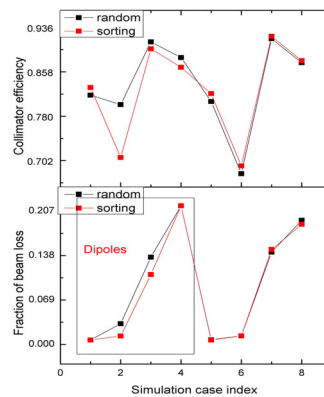 random
sorting
0.936
0.858
0.780
0.702
Collimator efficiency
random
sorting
Dipoles
0.207
0.138
0.069
0.000
Fraction of beam loss
0 2 4 6 8
Simulation case index